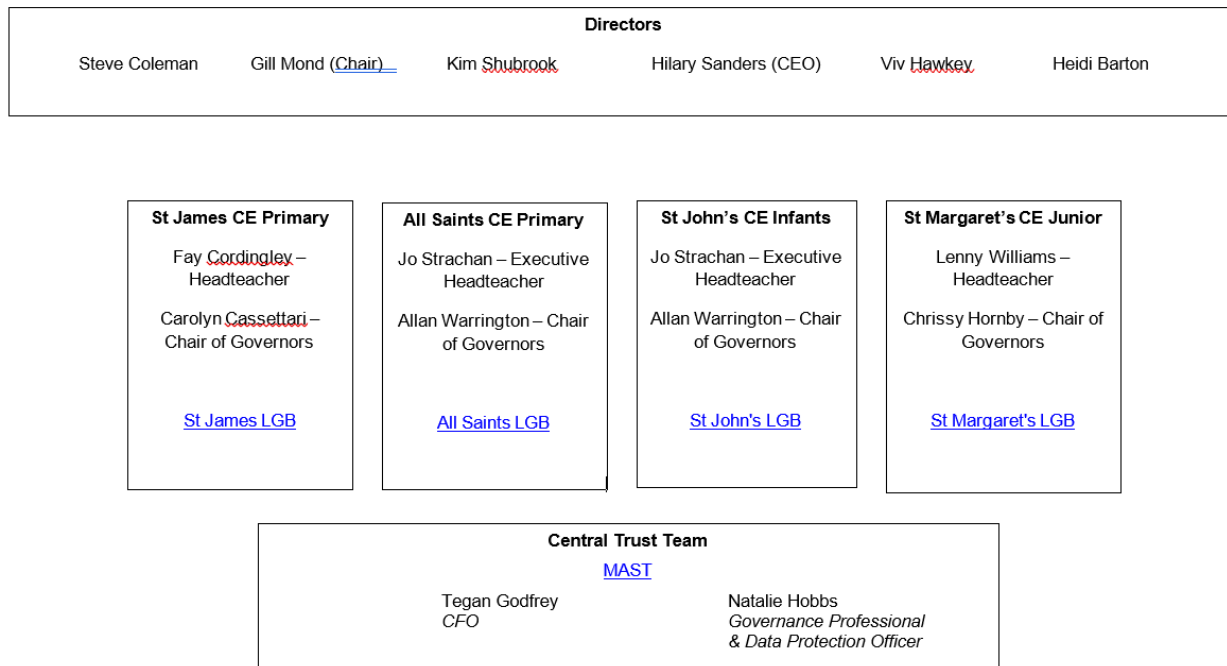 Directors
Steve Coleman Gill Mond (Chair) Kim Shubrook Hilary Sanders (CEO) Viv Hawkey Heidi Barton
St James CE Primary
Fay Cordingley –
Headteacher
Carolyn Cassettari –
Chair of Governors
St James LGB
All Saints CE Primary
Jo Strachan – Executive
Headteacher
Allan Warrington – Chair
of Governors
All Saints LGB
St John’s CE Infants
Jo Strachan – Executive
Headteacher
Allan Warrington – Chair
of Governors
St John's LGB
St Margaret’s CE Junior
Lenny Williams –
Headteacher
Chrissy Hornby – Chair of
Governors
St Margaret's LGB
Central Trust Team
MAST
Tegan Godfrey
CFO
Natalie Hobbs
Governance Professional
& Data Protection Officer